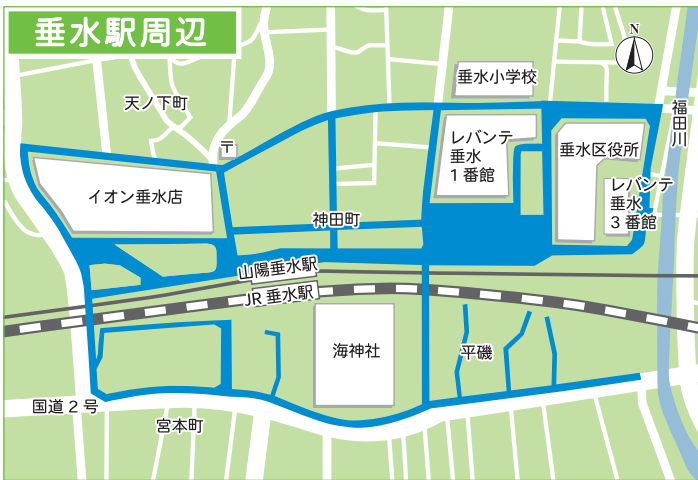 垂水駅周辺
N
垂水小学校
天ノ下町
福田川
〒
レバンテ
垂水
1番館
垂水区役所
イオン垂水店
レバンテ
垂水
3番館
神田町
山陽垂水駅
JR垂水駅
海神社
平磯
国道2号
宮本町